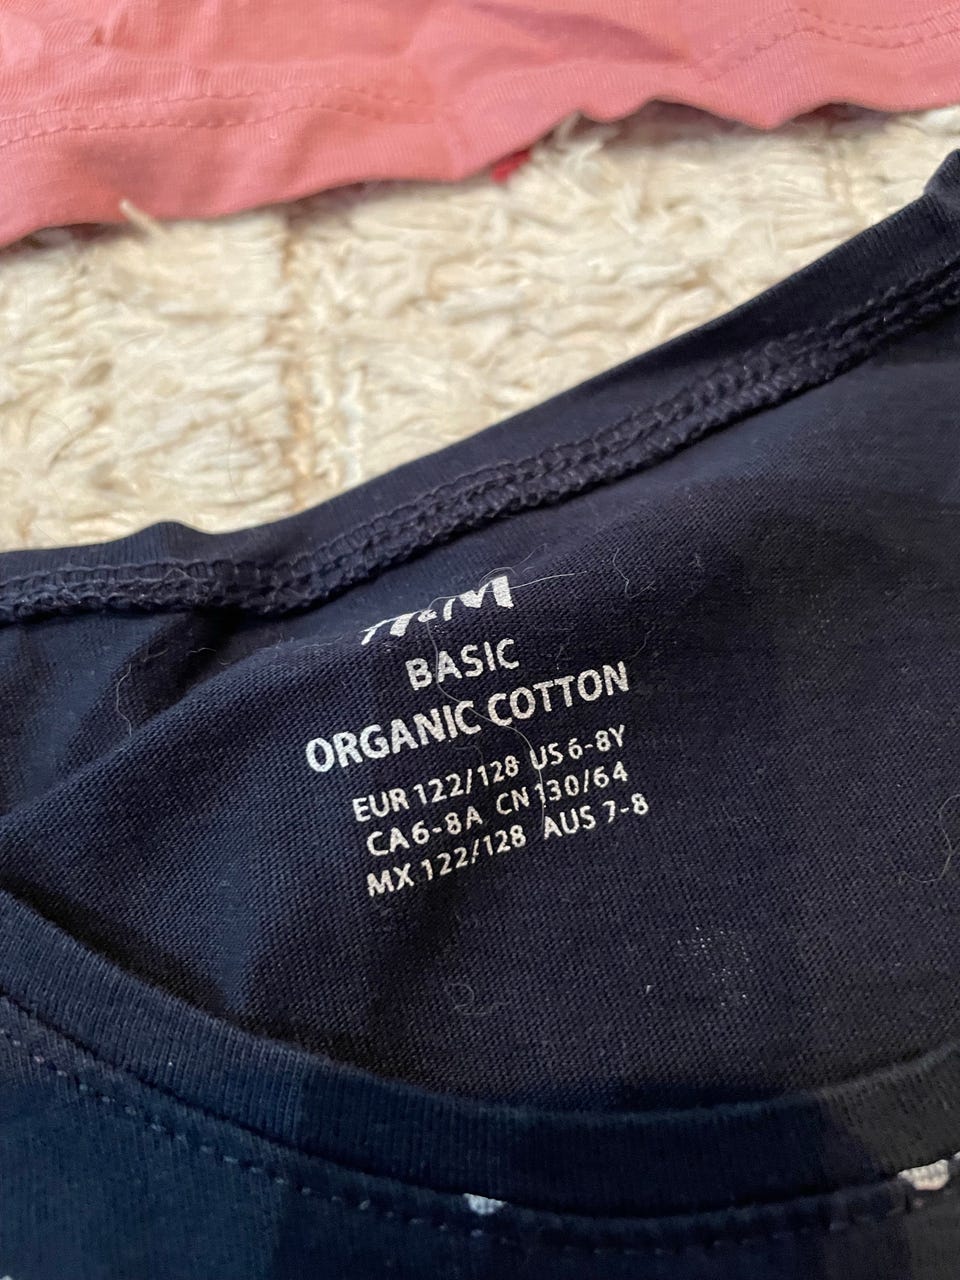 H&M
BASIC
ORGANIC COTTON
EUR 122/128 US 6-8Y
CA 6-8A CN 130/64
MX 122/128 AUS 7-8